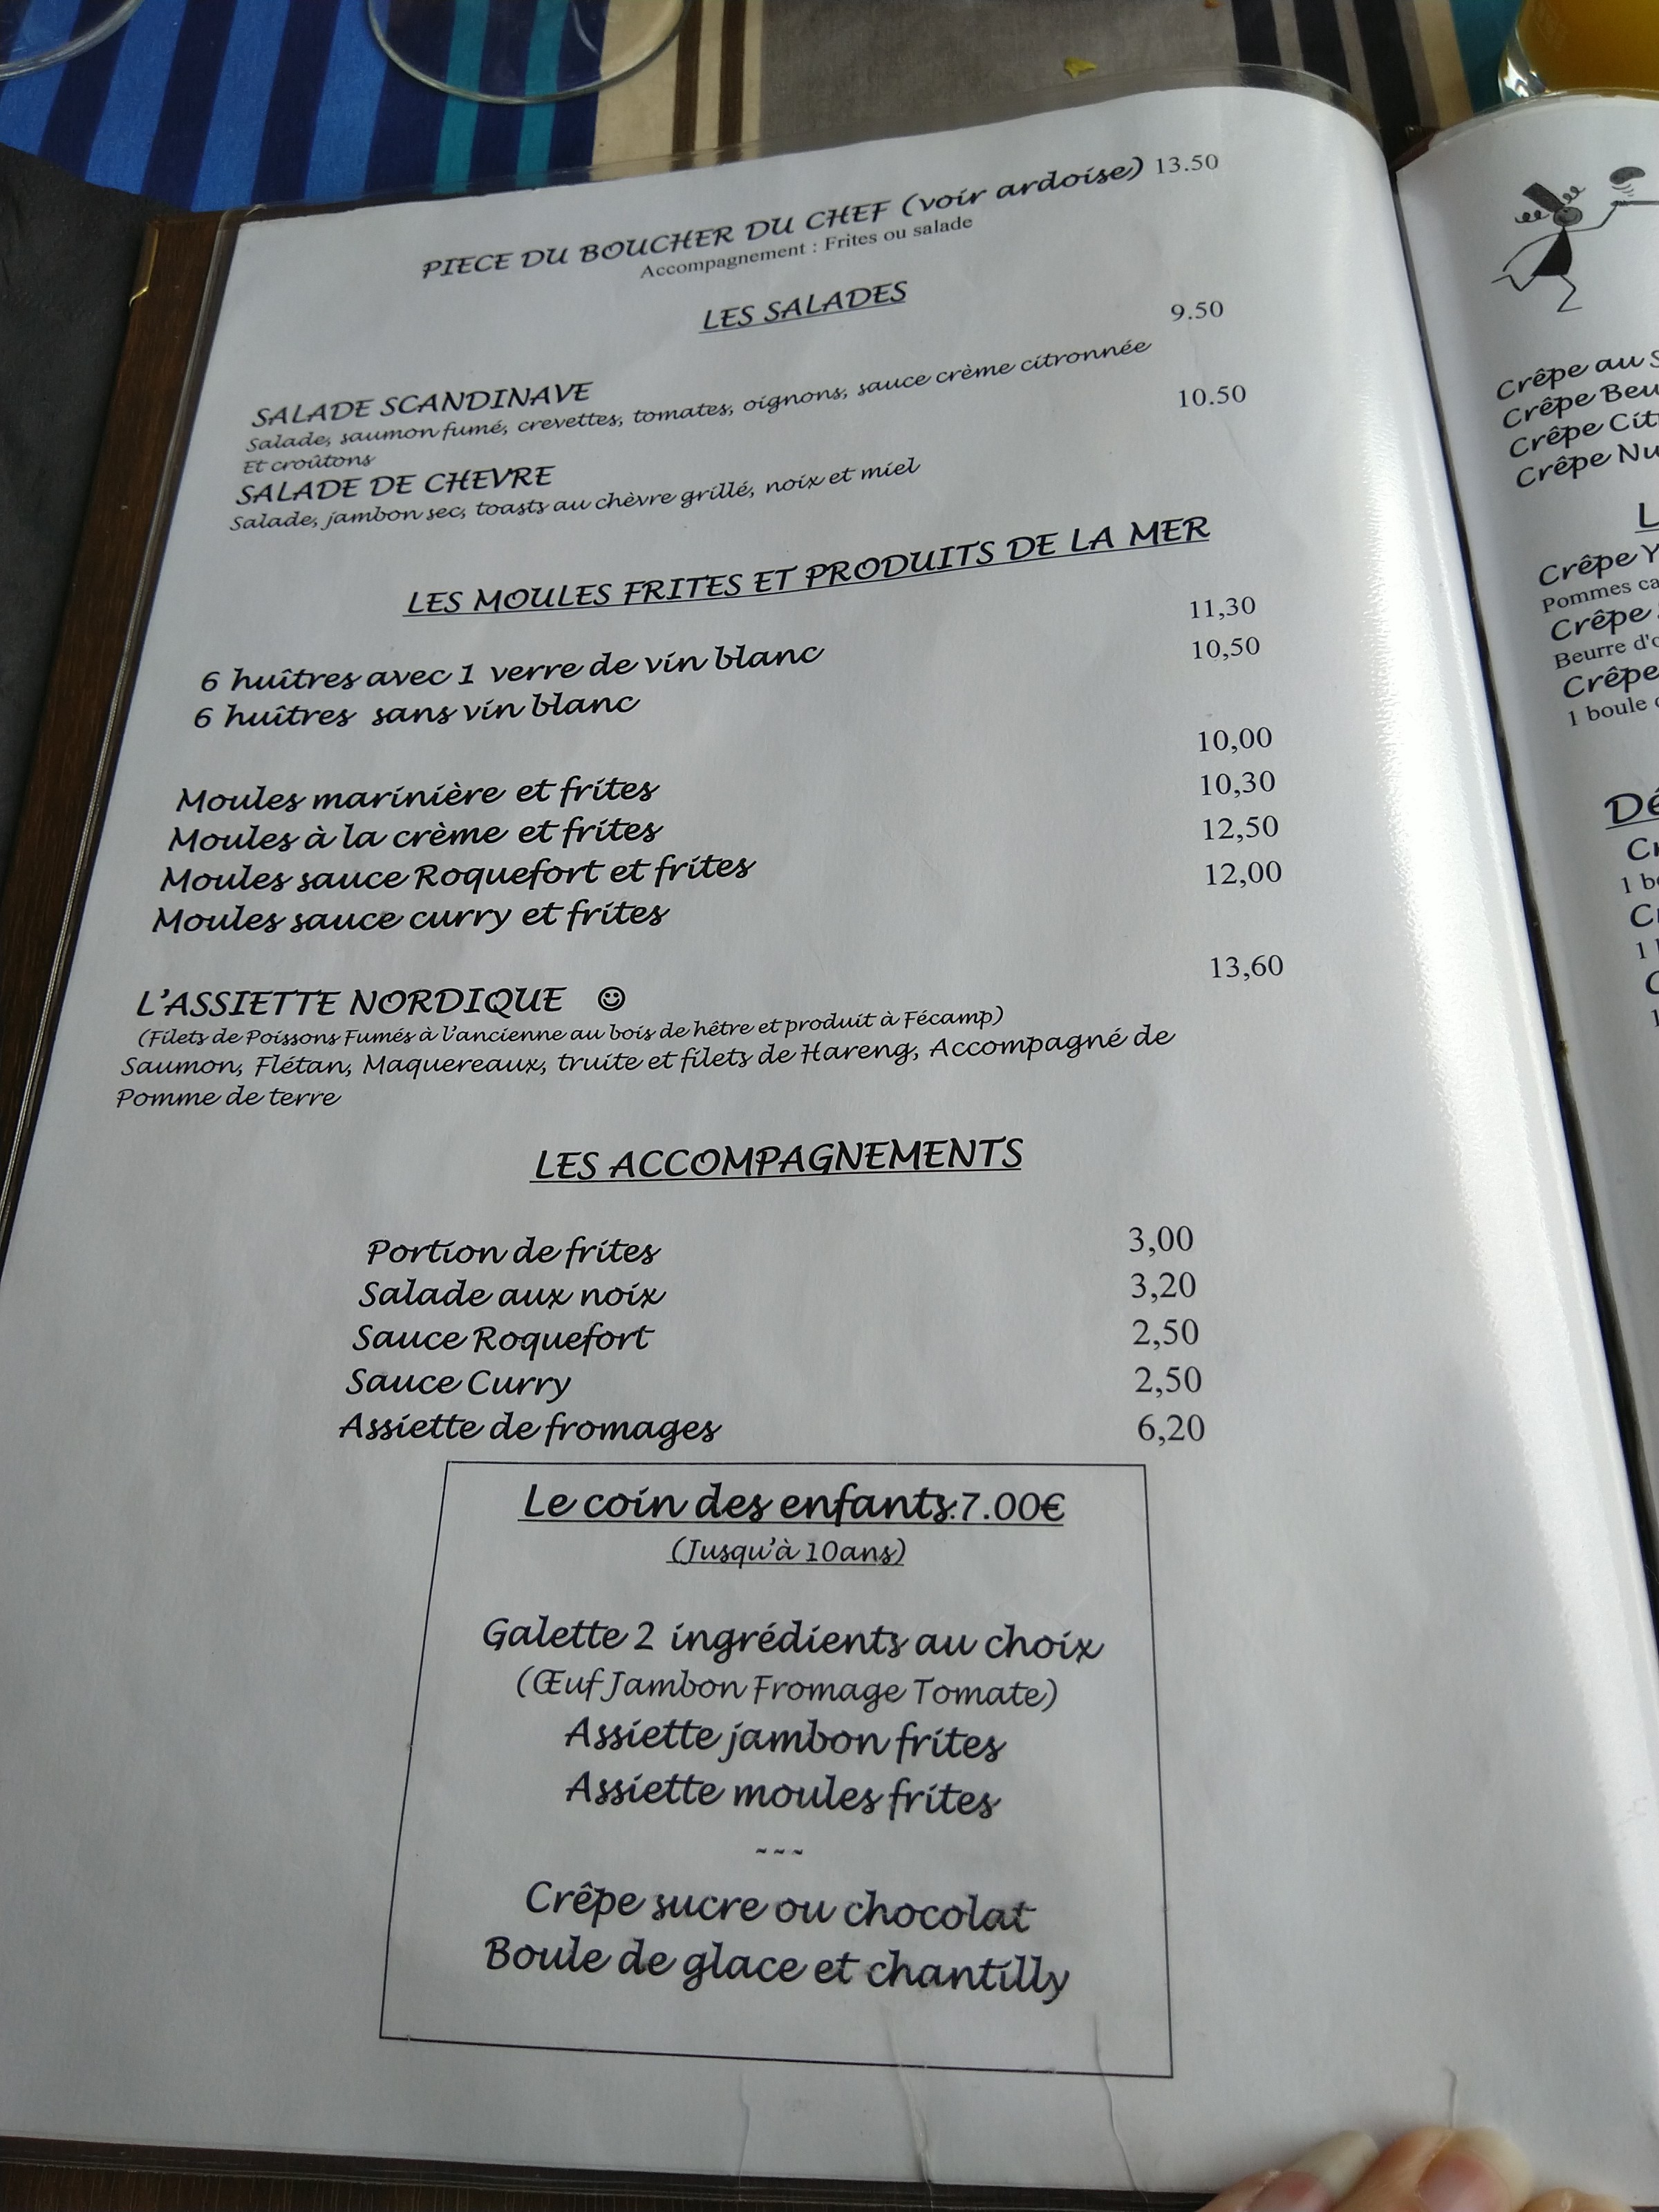 PIECE DU BOUCHER DU CHEF (voir ardoise) 13.50
Accompagnement : Frites ou salade
LES SALADES
SALADE SCANDINAVE 9.50
Salade, saumon fumé, crevettes, tomates, oignons, sauce crème citronnée
Et croûtons
SALADE DE CHEVRE 10.50
Salade, jambon sec, toasts au chèvre grillé, noix et miel
LES MOULES FRITES ET PRODUITS DE LA MER
6 huîtres avec 1 verre de vin blanc 11,30
6 huîtres sans vin blanc 10,50
Moules marinière et frites 10,00
Moules à la crème et frites 10,30
Moules sauce Roquefort et frites 12,50
Moules sauce curry et frites 12,00
L'ASSIETTE NORDIQUE ☺ 13,60
(Filets de Poissons Fumés à l'ancienne au bois de hêtre et produit à Fécamp)
Saumon, Flétan, Maquereaux, truite et filets de Hareng, Accompagné de
Pomme de terre
LES ACCOMPAGNEMENTS
Portion de frites 3,00
Salade aux noix 3,20
Sauce Roquefort 2,50
Sauce Curry 2,50
Assiette de fromages 6,20
Le coin des enfants:7.00€
(Jusqu'à 10ans)
Galette 2 ingrédients au choix
(Œuf Jambon Fromage Tomate)
Assiette jambon frites
Assiette moules frites
~~~
Crêpe sucre ou chocolat
Boule de glace et chantilly
Crêpe au
Crêpe
Crêpe
Crêpe
Crêpe
Pommes
Crêpe
Beurre
Crêpe
1 boule